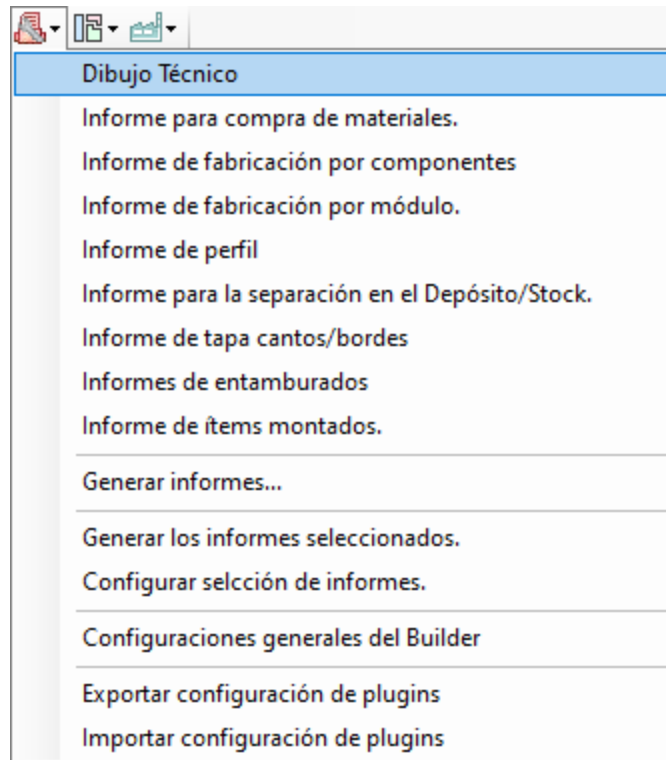 Dibujo Técnico
Informe para compra de materiales.
Informe de fabricación por componentes
Informe de fabricación por módulo.
Informe de perfil
Informe para la separación en el Depósito/Stock.
Informe de tapa cantos/bordes
Informes de entamburados
Informe de ítems montados.
Generar informes...
Generar los informes seleccionados.
Configurar selcción de informes.
Configuraciones generales del Builder
Exportar configuración de plugins
Importar configuración de plugins